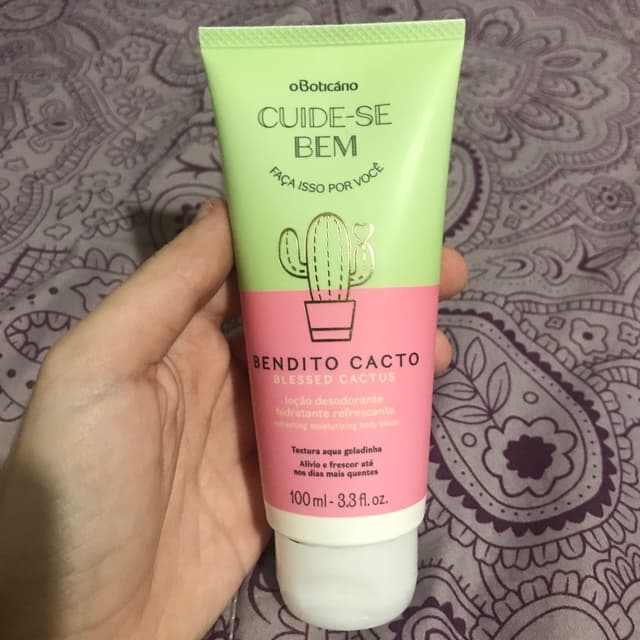 oBoticário
CUIDE-SE
BEM
FAÇA ISSO POR VOCÊ
BENDITO CACTO
BLESSED CACTUS
loção desodorante
hidratante refrescante
refreshing moisturizing body lotion
Textura aqua geladinha
Alívio e frescor até
nos dias mais quentes
100 ml - 3.3 fl. oz.